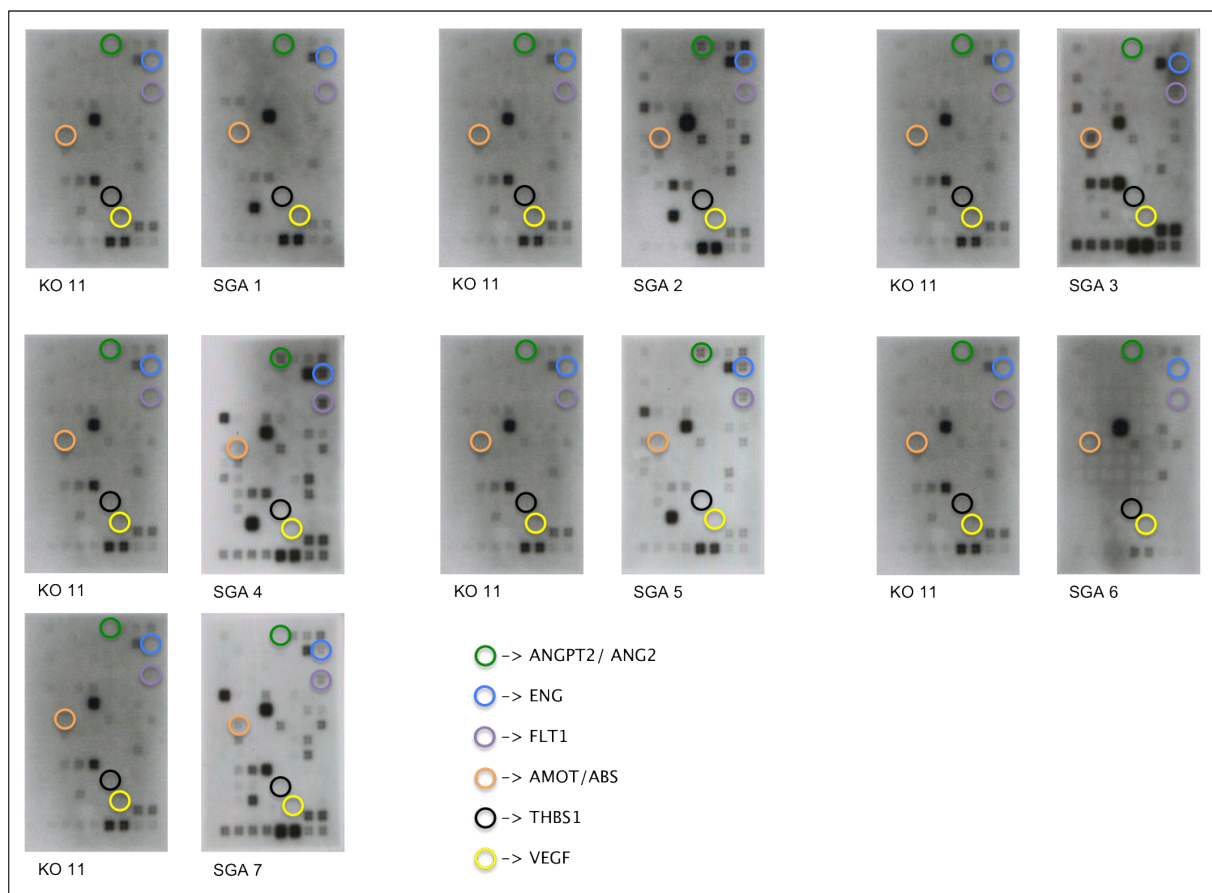 KO 11 SGA 1 KO 11 SGA 2 KO 11 SGA 3
KO 11 SGA 4 KO 11 SGA 5 KO 11 SGA 6
-> ANGPT2/ ANG2
-> ENG
-> FLT1
-> AMOT/ABS
-> THBS1
-> VEGF
KO 11 SGA 7